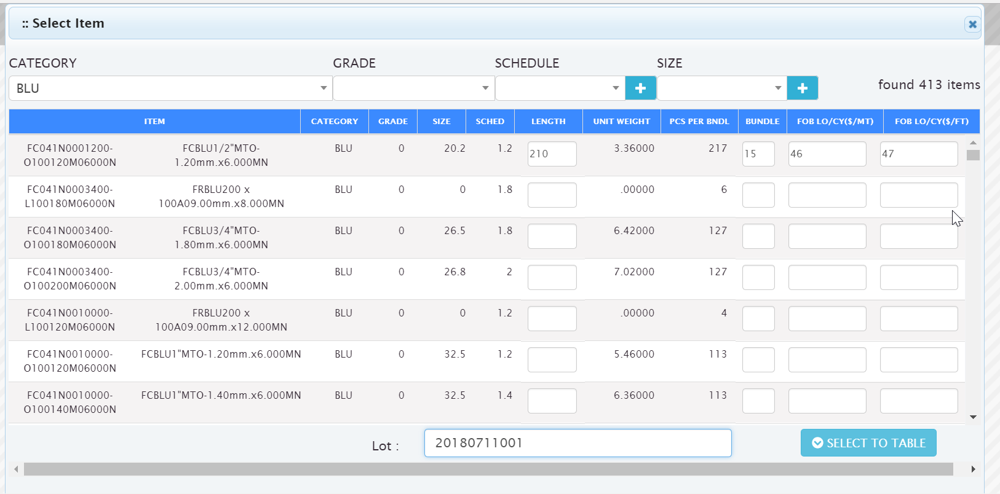 :: Select Item
CATEGORY GRADE SCHEDULE SIZE
BLU
found 413 items
ITEM CATEGORY GRADE SIZE SCHED LENGTH UNIT WEIGHT PCS PER BNDL BUNDLE FOB LO/CY($/MT) FOB LO/CY($/FT)
FC041N0001200- FCBLU1/2"MTO- BLU 0 20.2 1.2 210 3.36000 217 15 46 47
O100120M06000N 1.20mm.x6.000MN
FC041N0003400- FRBLU200 x BLU 0 0 1.8 .00000 6
L100180M06000N 100A09.00mm.x8.000MN
FC041N0003400- FCBLU3/4"MTO- BLU 0 26.5 1.8 6.42000 127
O100180M06000N 1.80mm.x6.000MN
FC041N0003400- FCBLU3/4"MTO- BLU 0 26.8 2 7.02000 127
O100200M06000N 2.00mm.x6.000MN
FC041N0010000- FRBLU200 x BLU 0 0 1.2 .00000 4
L100120M06000N 100A09.00mm.x12.000MN
FC041N0010000- FCBLU1"MTO-1.20mm.x6.000MN BLU 0 32.5 1.2 5.46000 113
O100120M06000N
FC041N0010000- FCBLU1"MTO-1.40mm.x6.000MN BLU 0 32.5 1.4 6.36000 113
O100140M06000N
Lot : 20180711001 SELECT TO TABLE